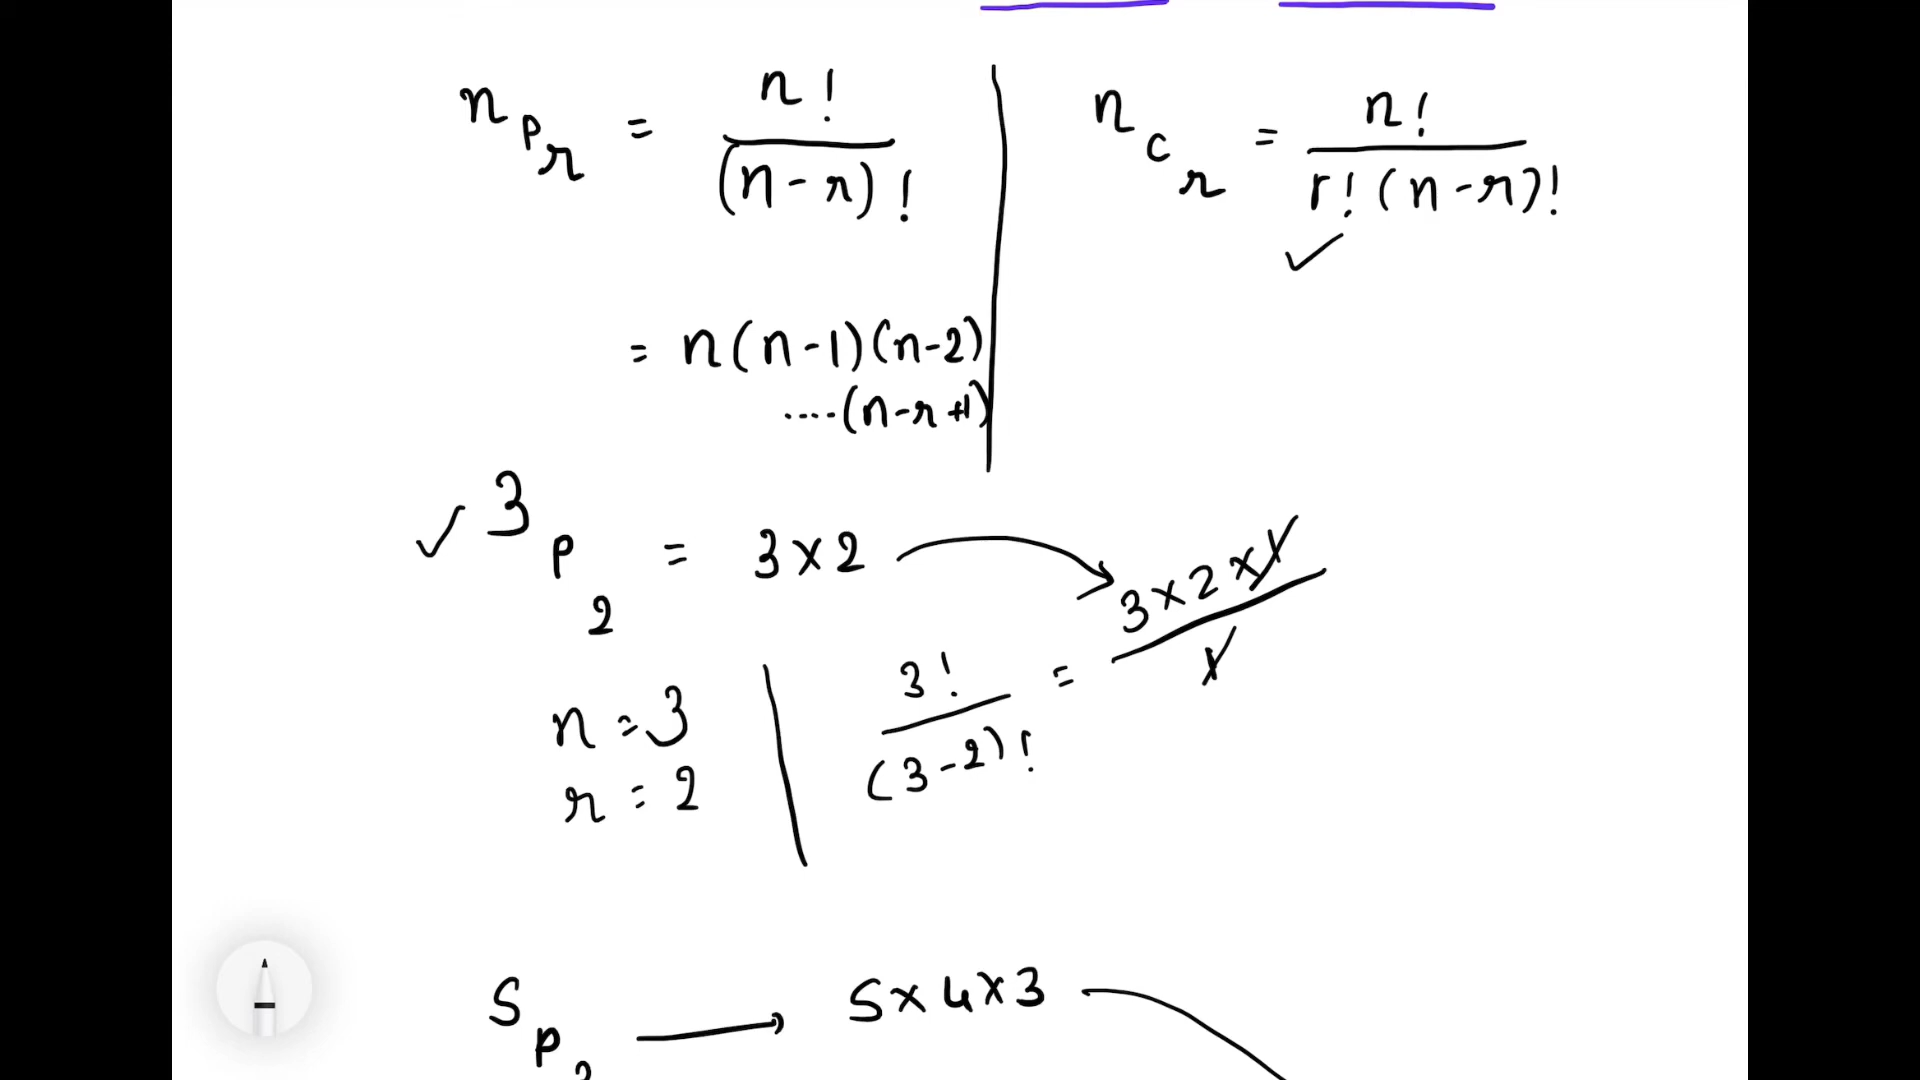 nPr = n! / (n-r)!
nCr = n! / r!(n-r)!
= n(n-1)(n-2)
....(n-r+1)
✓ 3P2 = 3×2 → 3×2×1 / 1
n = 3
r = 2
3! / (3-2)! =
5P → 5×4×3